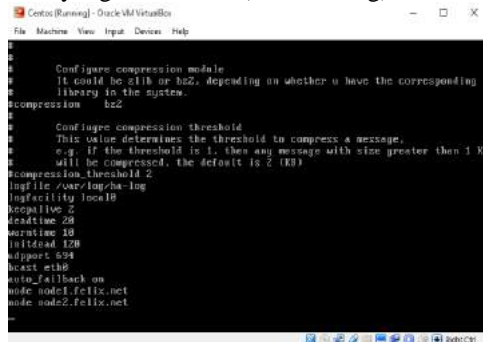 Centos [Running] - Oracle VM VirtualBox
File Machine View Input Devices Help
#
#
# Configure compression module
# It could be zlib or bz2, depending on whether u have the corresponding
# library in the system.
#compression bz2
#
# Confiugre compression threshold
# This value determines the threshold to compress a message,
# e.g. if the threshold is 1, then any message with size greater than 1 K
# will be compressed, the default is 2 (KB)
#compression_threshold 2
logfile /var/log/ha-log
logfacility local0
keepalive 2
deadtime 20
warntime 10
initdead 120
udpport 694
bcast eth0
auto_failback on
node node1.felix.net
node node2.felix.net
Right Ctrl